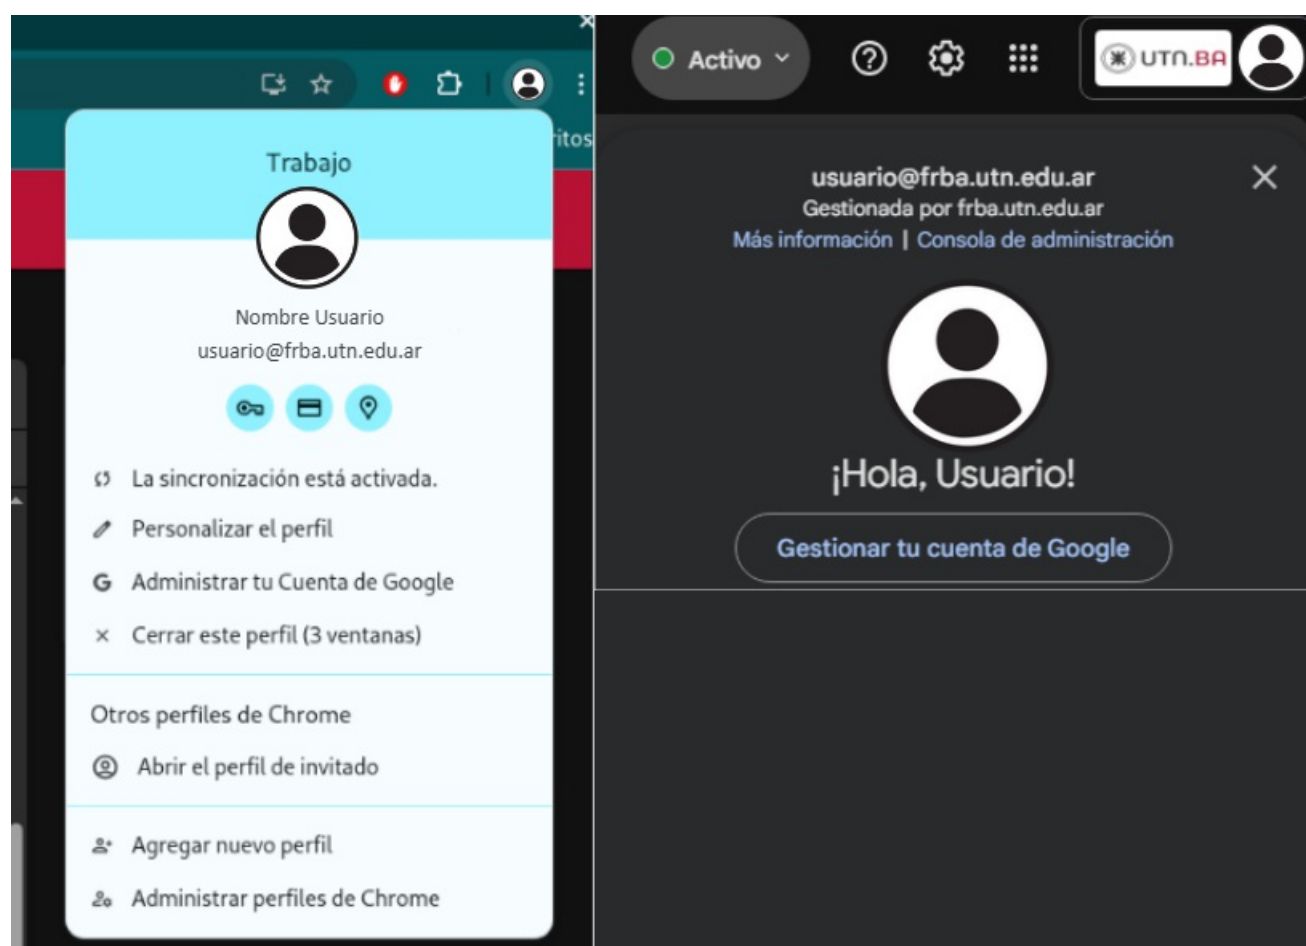 ritos
Trabajo
Nombre Usuario
usuario@frba.utn.edu.ar
La sincronización está activada.
Personalizar el perfil
G Administrar tu Cuenta de Google
Cerrar este perfil (3 ventanas)
Otros perfiles de Chrome
Abrir el perfil de invitado
Agregar nuevo perfil
Administrar perfiles de Chrome
Activo
UTN.BA
usuario@frba.utn.edu.ar
Gestionada por frba.utn.edu.ar
Más información | Consola de administración
¡Hola, Usuario!
Gestionar tu cuenta de Google